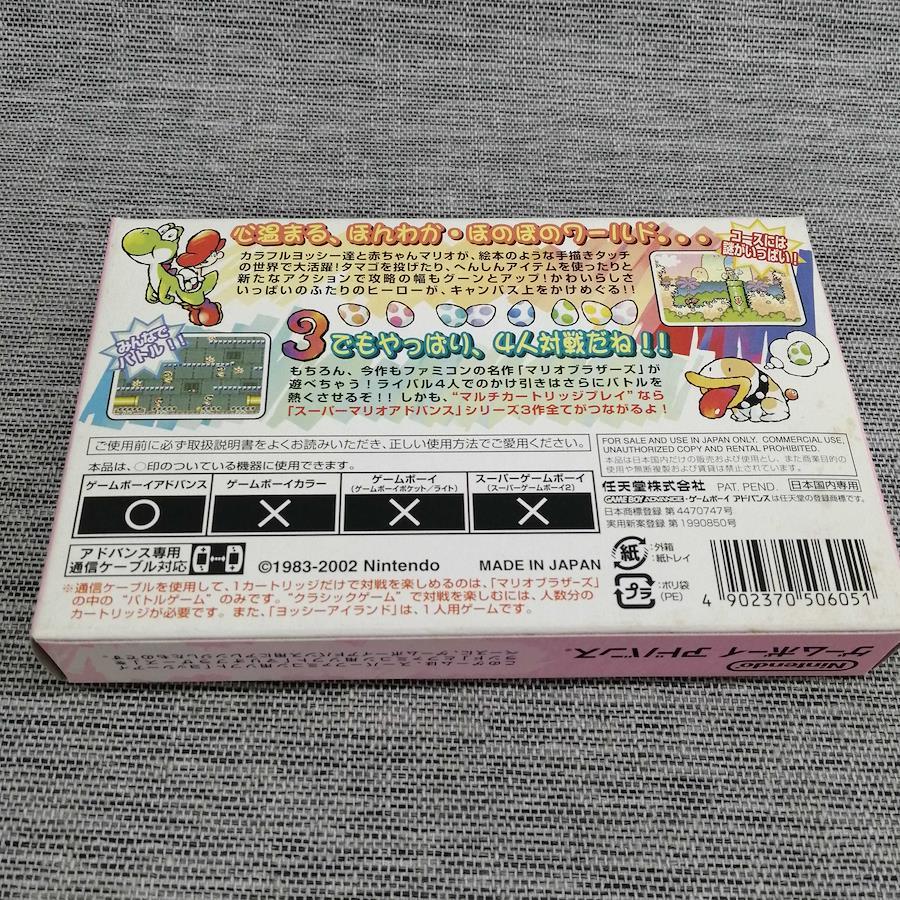 心温まる、ほんわか・ほのぼのワールド...
コースには
謎がいっぱい!
カラフルヨッシー達と赤ちゃんマリオが、絵本のような手描きタッチ
の世界で大活躍!タマゴを投げたり、へんしんアイテムを使ったりと
新たなアクションで攻略の幅もグーンとアップ!かわいらしさ
いっぱいのふたりのヒーローが、キャンバス上をかけめぐる!!
みんなで
バトル!!
3でもやっぱり、4人対戦だね!!
もちろん、今作もファミコンの名作「マリオブラザーズ」が
遊べちゃう!ライバル4人でのかけ引きはさらにバトルを
熱くさせるぞ!!しかも、“マルチカートリッジプレイ”なら
「スーパーマリオアドバンス」シリーズ3作全てがつながるよ!
ご使用前に必ず取扱説明書をよくお読みいただき、正しい使用方法でご愛用ください。
本品は、○印のついている機器に使用できます。
ゲームボーイアドバンス
ゲームボーイカラー
ゲームボーイ
(ゲームボーイポケット/ライト)
スーパーゲームボーイ
(スーパーゲームボーイ2)
○
×
×
×
アドバンス専用
通信ケーブル対応
©1983-2002 Nintendo
MADE IN JAPAN
※通信ケーブルを使用して、1カートリッジだけで対戦を楽しめるのは、「マリオブラザーズ」
の中の“バトルゲーム”のみです。“クラシックゲーム”で対戦を楽しむには、人数分の
カートリッジが必要です。また、「ヨッシーアイランド」は、1人用ゲームです。
FOR SALE AND USE IN JAPAN ONLY. COMMERCIAL USE,
UNAUTHORIZED COPY AND RENTAL PROHIBITED.
本品は日本国内だけの販売および使用とし、また商業目的の
使用や無断複製および賃貸は禁止されています。
任天堂株式会社 PAT. PEND. 日本国内専用
GAME BOY ADVANCE・ゲームボーイ アドバンスは任天堂の登録商標です。
日本商標登録 第4470747号
実用新案登録 第1990850号
紙
:外箱
:紙トレイ
プラ
:ポリ袋
(PE)
4 902370 506051
Nintendo
ゲームボーイ アドバンス®